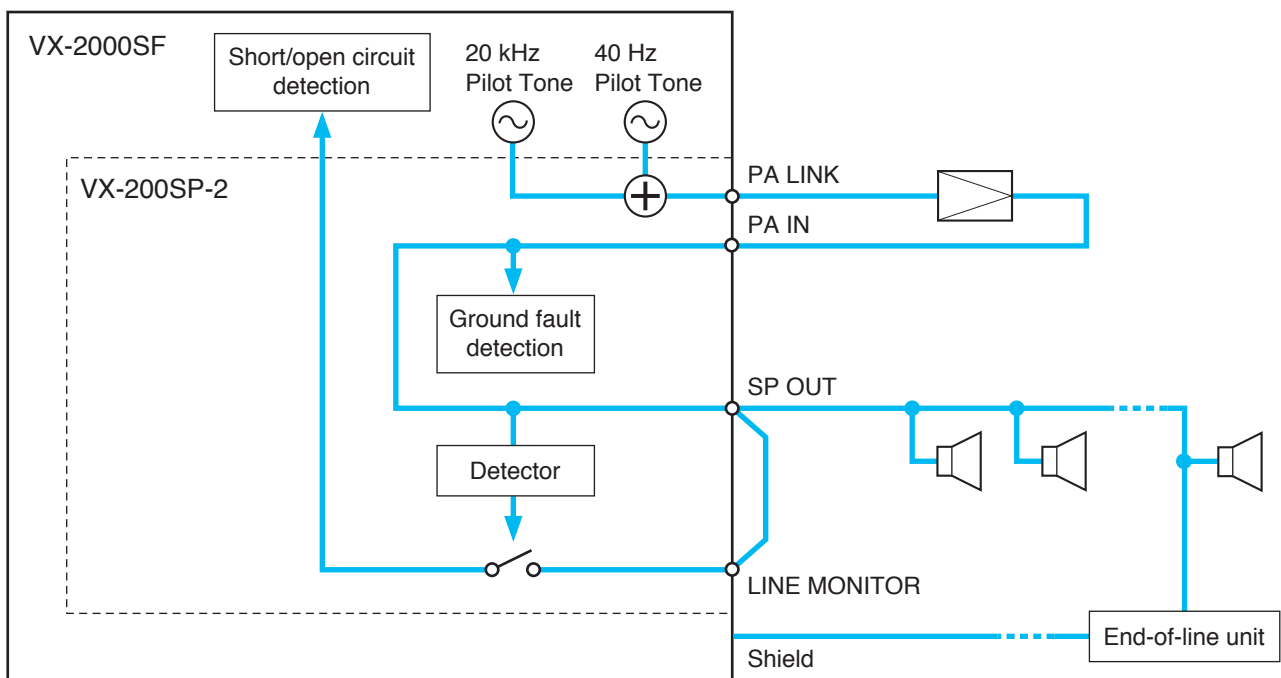 VX-2000SF
Short/open circuit
detection
20 kHz
Pilot Tone
40 Hz
Pilot Tone
VX-200SP-2
PA LINK
PA IN
Ground fault
detection
SP OUT
Detector
LINE MONITOR
End-of-line unit
Shield